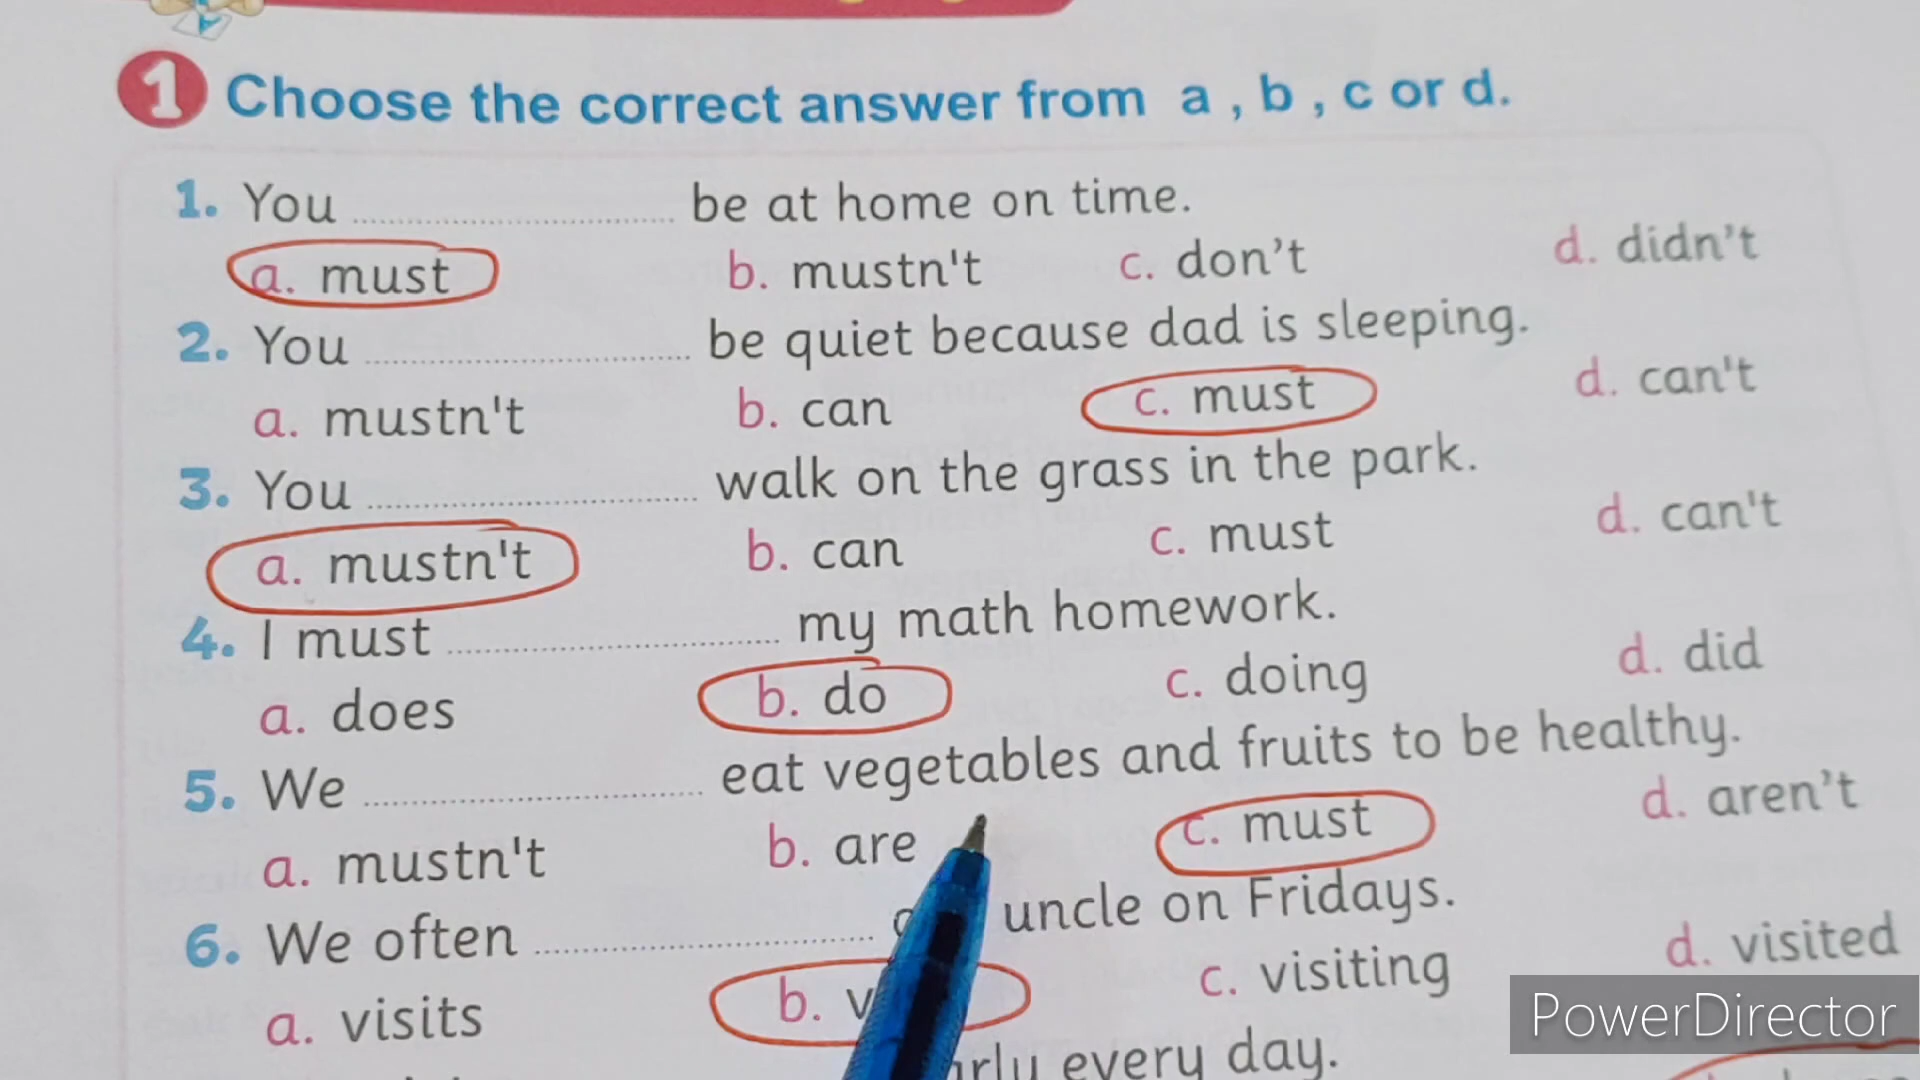 1 Choose the correct answer from a , b , c or d.
1. You ............ be at home on time.
a. must b. mustn't c. don't d. didn't
2. You ............ be quiet because dad is sleeping.
a. mustn't b. can c. must d. can't
3. You ............ walk on the grass in the park.
a. mustn't b. can c. must d. can't
4. I must ............ my math homework.
a. does b. do c. doing d. did
5. We ............ eat vegetables and fruits to be healthy.
a. mustn't b. are c. must d. aren't
6. We often ............ uncle on Fridays.
a. visits b. c. visiting d. visited
every day.
PowerDirector